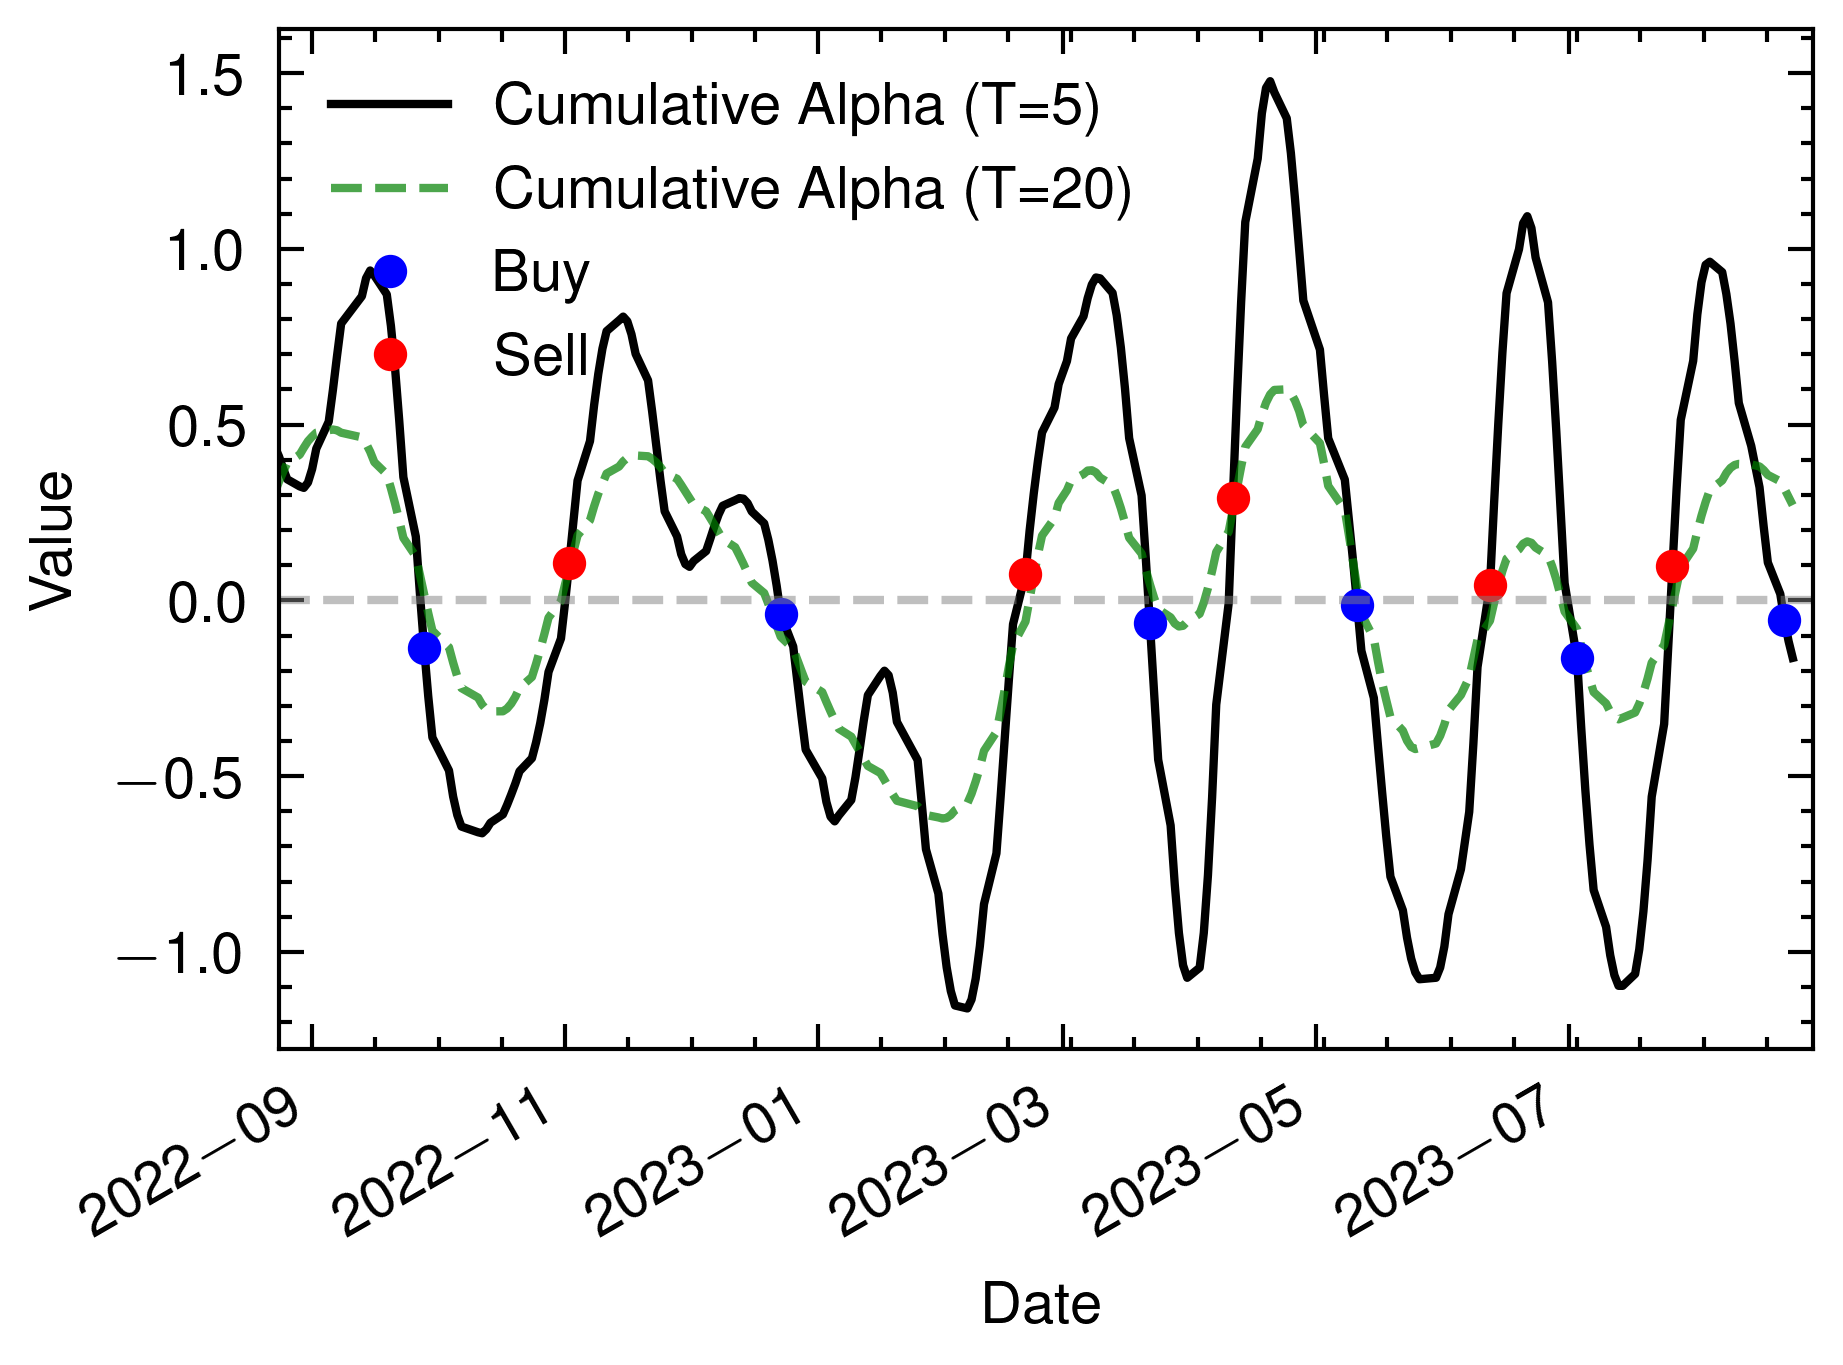 Cumulative Alpha (T=5)
Cumulative Alpha (T=20)
Buy
Sell
1.5
1.0
0.5
0.0
−0.5
−1.0
Value
2022−09
2022−11
2023−01
2023−03
2023−05
2023−07
Date